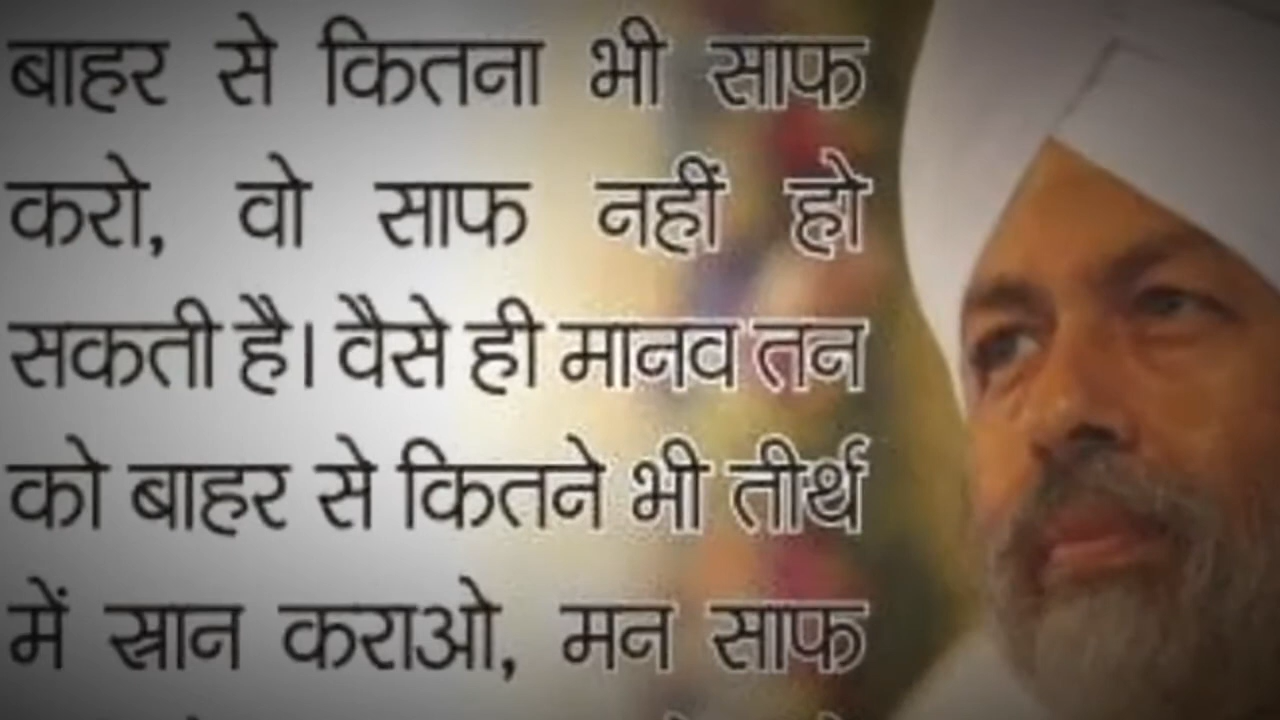 बाहर से कितना भी साफ
करो, वो साफ नहीं हो
सकती है। वैसे ही मानव तन
को बाहर से कितने भी तीर्थ
में स्नान कराओ, मन साफ